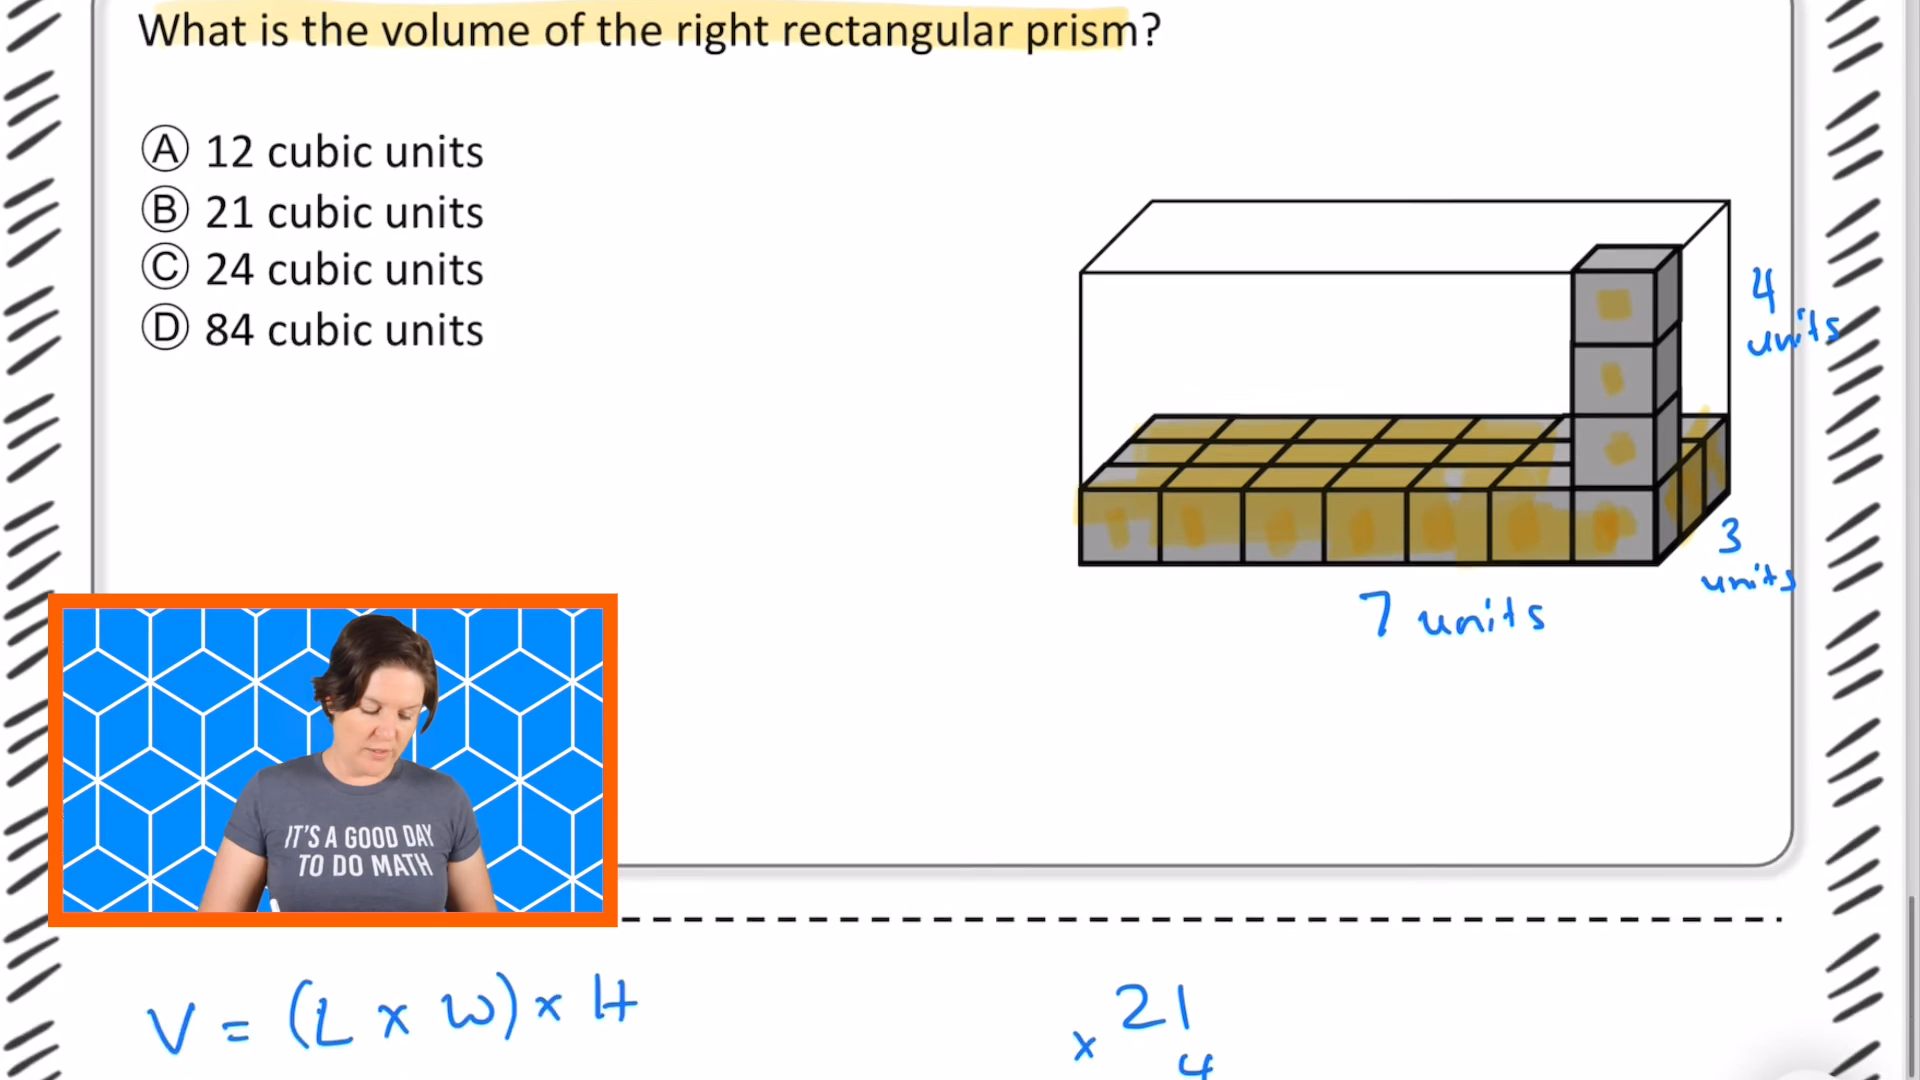 What is the volume of the right rectangular prism?
Ⓐ 12 cubic units
Ⓑ 21 cubic units
Ⓒ 24 cubic units
Ⓓ 84 cubic units
4
units
3
units
7 units
IT'S A GOOD DAY
TO DO MATH
V = (L x W) x H
21
x 4